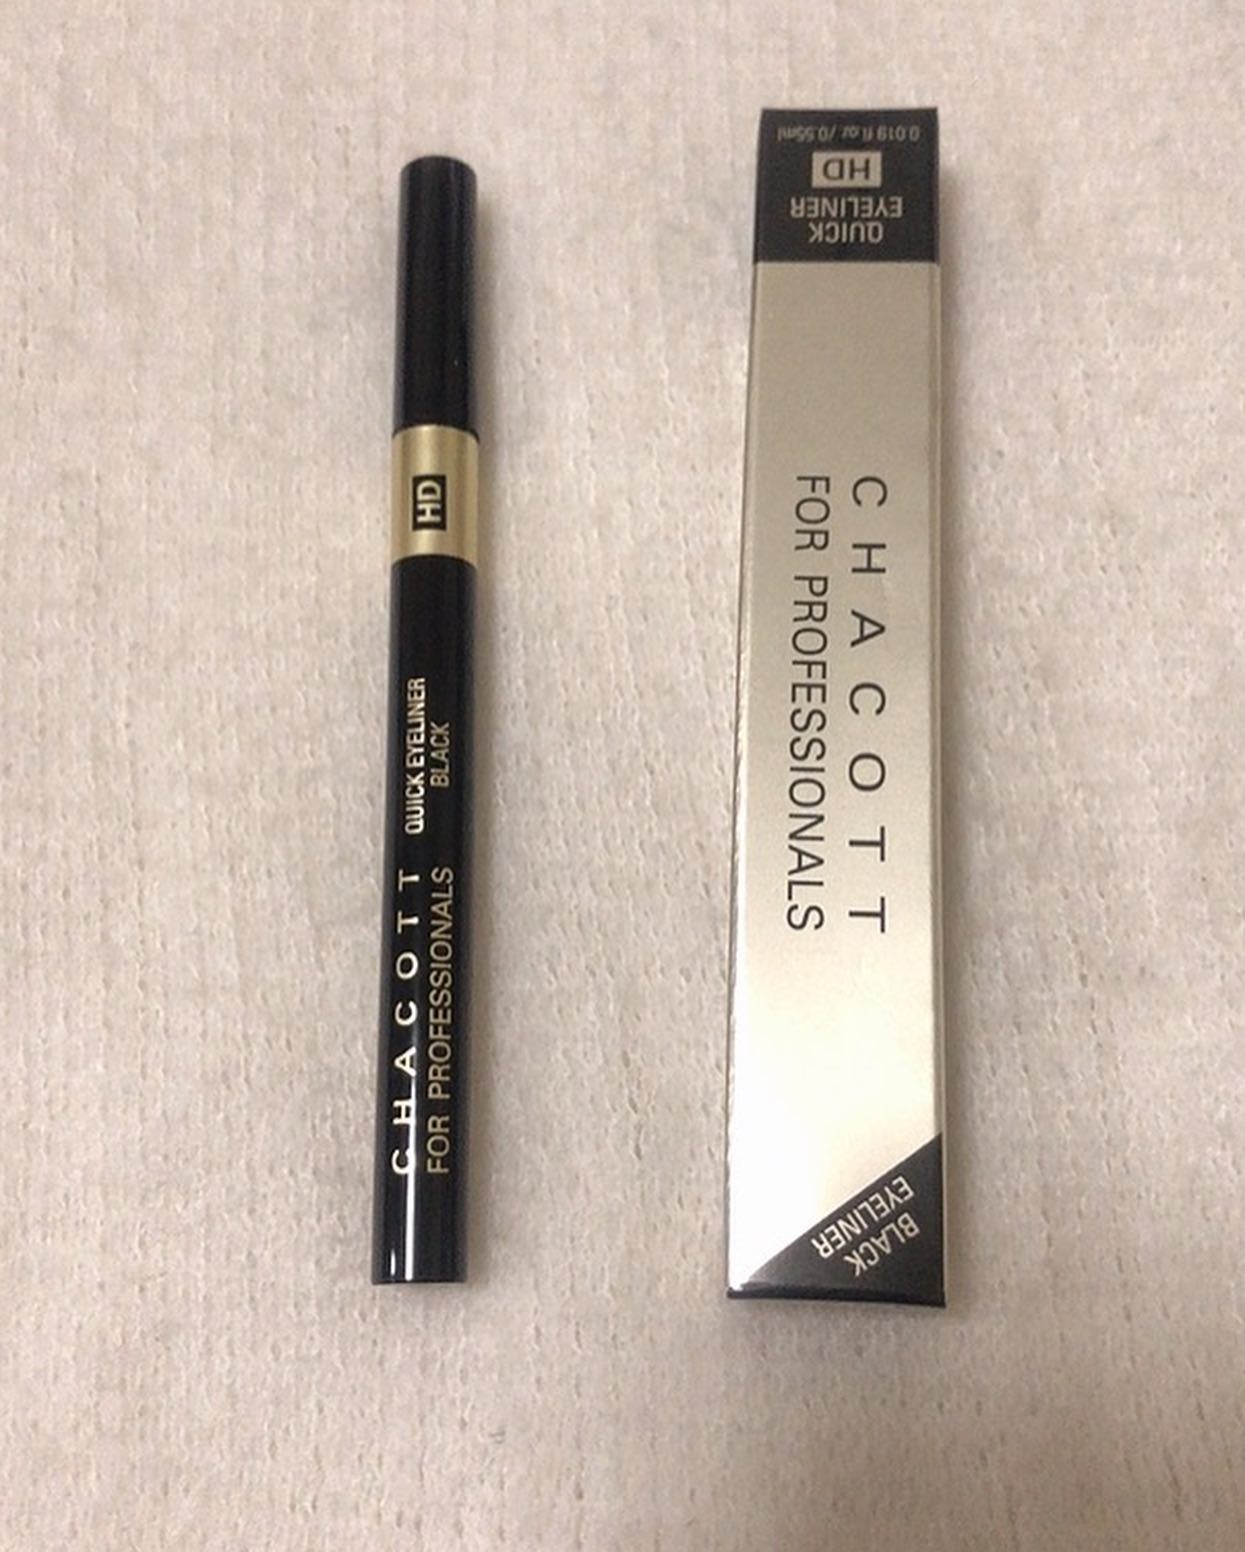 HD
CHACOTT
FOR PROFESSIONALS
QUICK EYELINER
BLACK
QUICK
EYELINER
HD
0.019 fl.oz / 0.55ml
CHACOTT
FOR PROFESSIONALS
BLACK
EYELINER